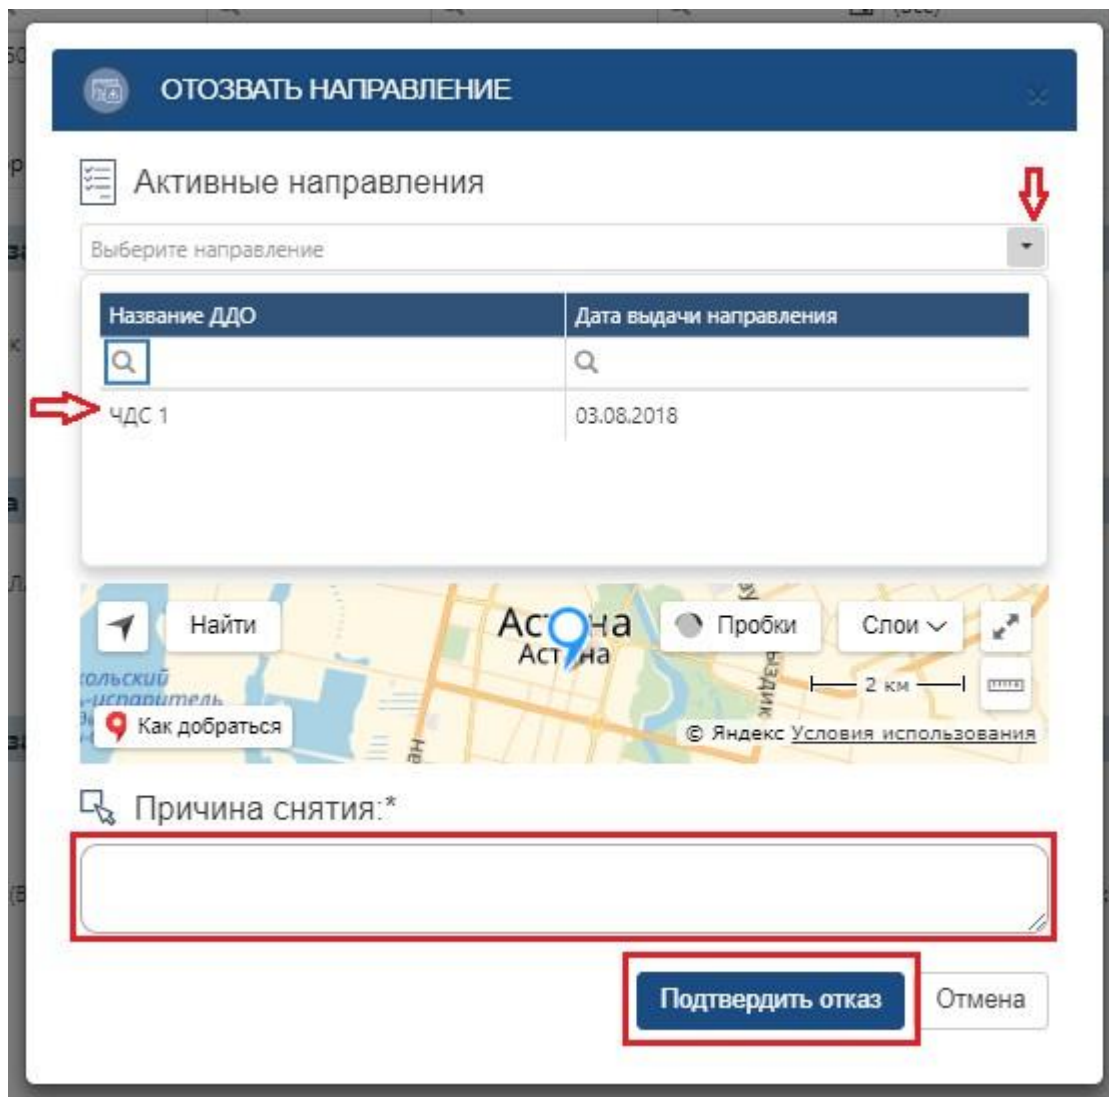 (Все)
ОТОЗВАТЬ НАПРАВЛЕНИЕ
Активные направления
Выберите направление
Название ДДО Дата выдачи направления
ЧДС 1 03.08.2018
Найти
Астана
Астана
Пробки
Слои
2 км
Как добраться
© Яндекс Условия использования
Причина снятия:*
Подтвердить отказ Отмена